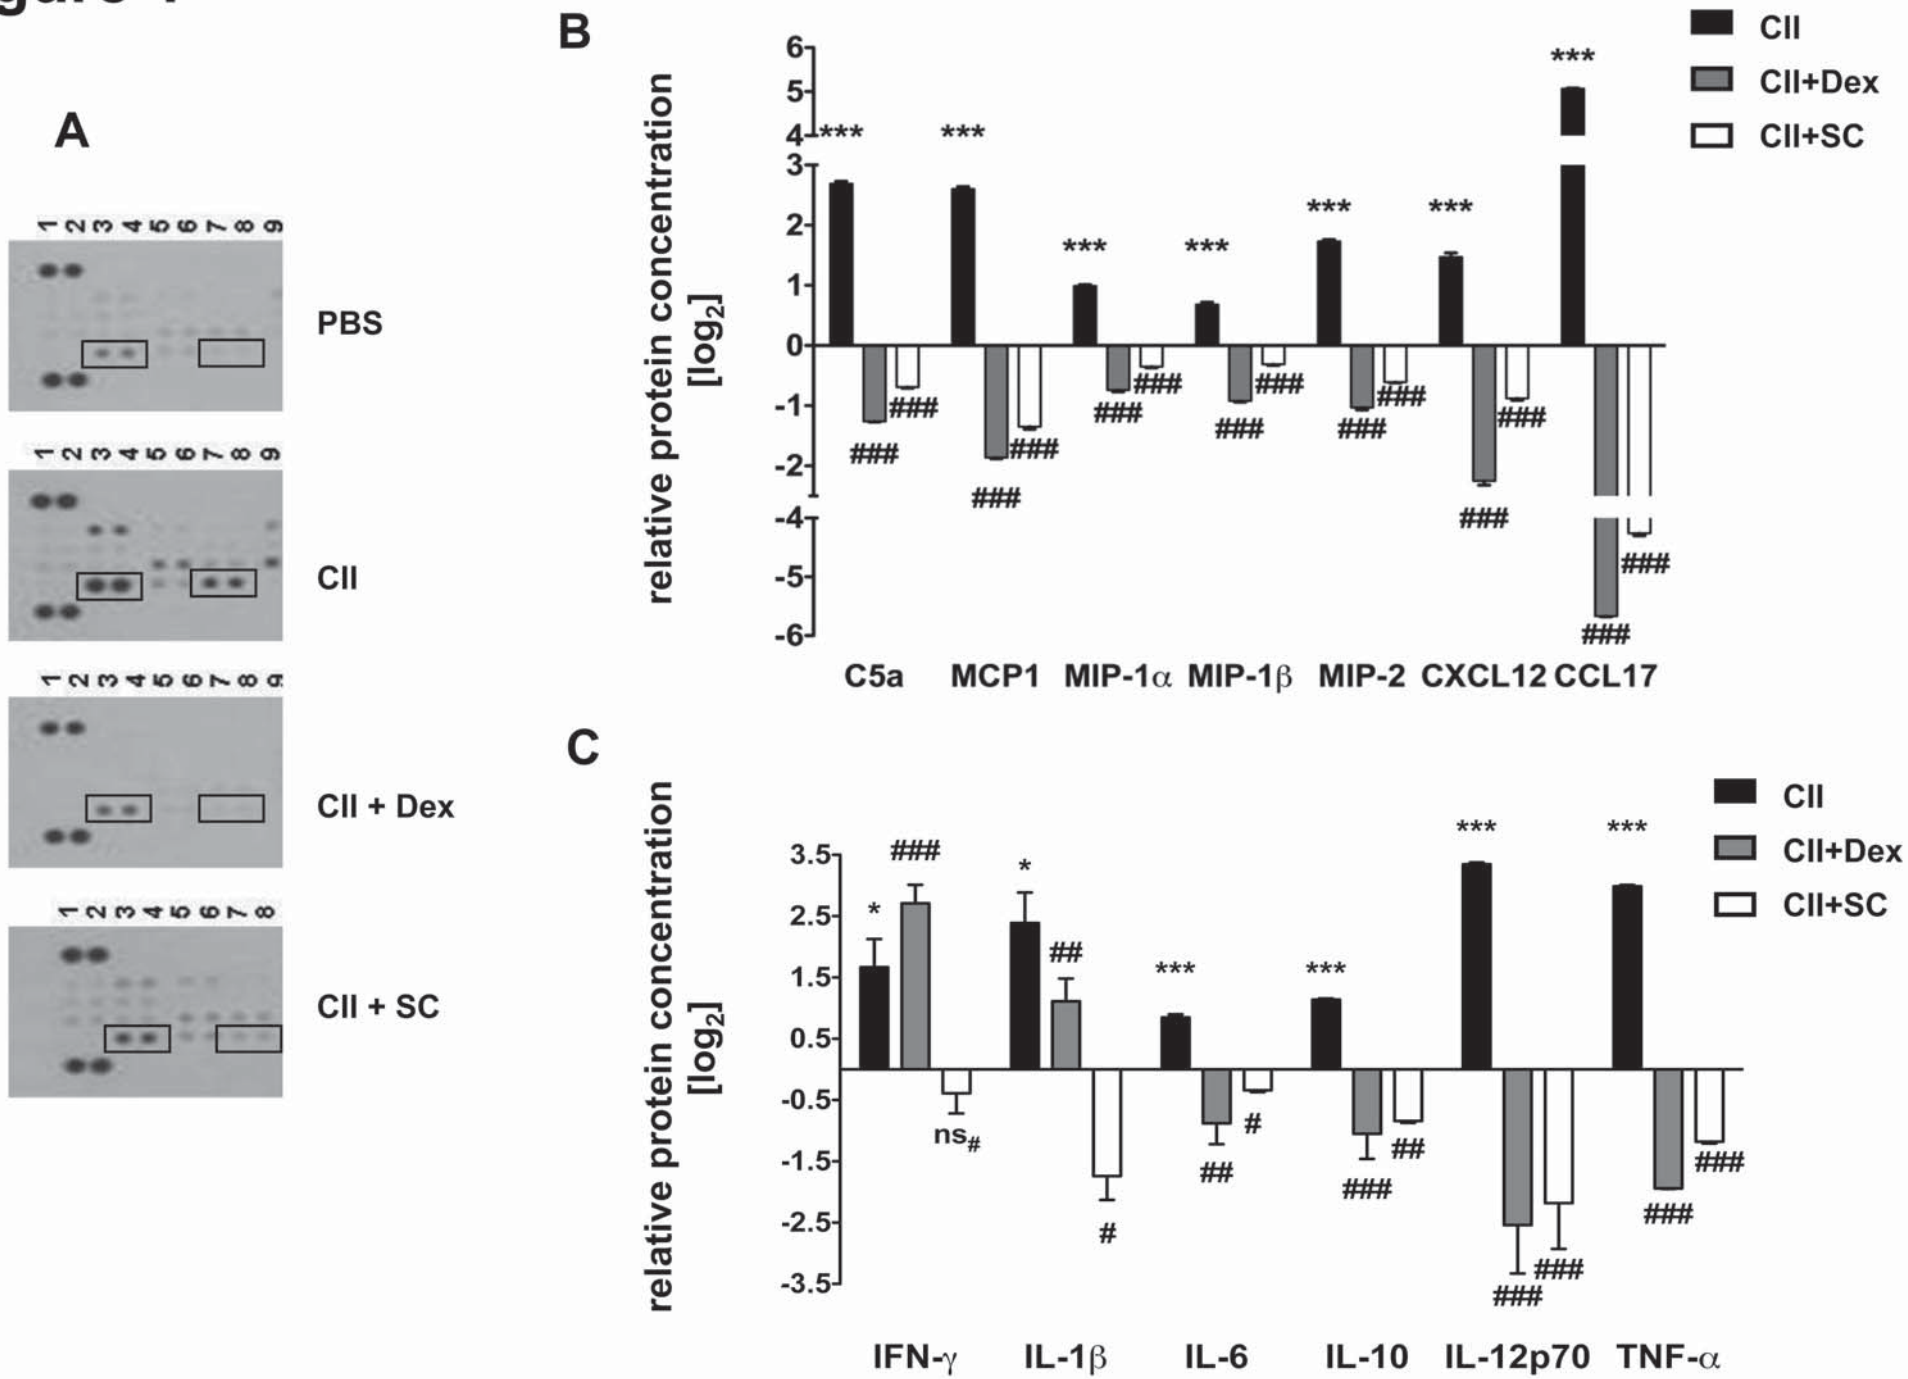 A
1 2 3 4 5 6 7 8 9
PBS
1 2 3 4 5 6 7 8 9
CII
1 2 3 4 5 6 7 8 9
CII + Dex
1 2 3 4 5 6 7 8
CII + SC
B
CII
CII+Dex
CII+SC
relative protein concentration
[log2]
6
5
4
3
2
1
0
-1
-2
-4
-5
-6
*** *** *** *** *** *** ***
### ### ### ### ### ### ###
### ### ### ### ### ### ###
C5a MCP1 MIP-1α MIP-1β MIP-2 CXCL12 CCL17
C
CII
CII+Dex
CII+SC
relative protein concentration
[log2]
3.5
2.5
1.5
0.5
-0.5
-1.5
-2.5
-3.5
* ### * ## *** *** *** ***
ns# # ## # ### ## ### ### ### ###
IFN-γ IL-1β IL-6 IL-10 IL-12p70 TNF-α